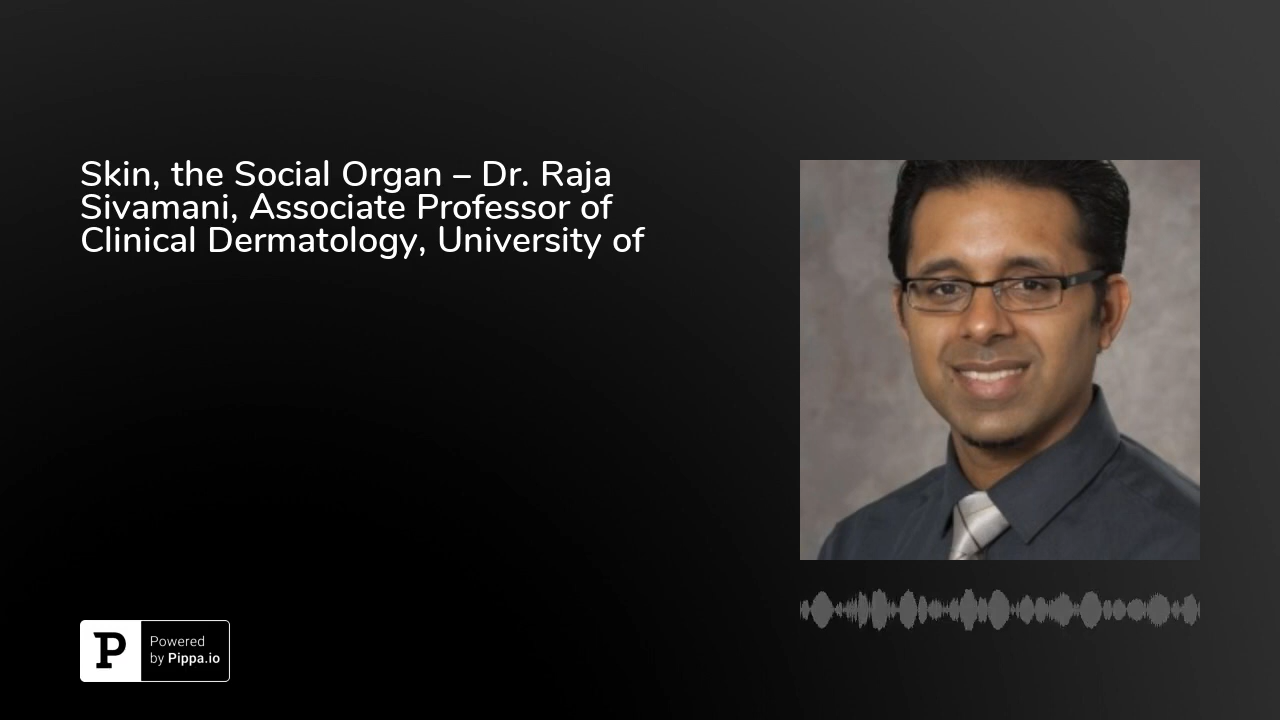 Skin, the Social Organ – Dr. Raja
Sivamani, Associate Professor of
Clinical Dermatology, University of
P
Powered
by Pippa.io